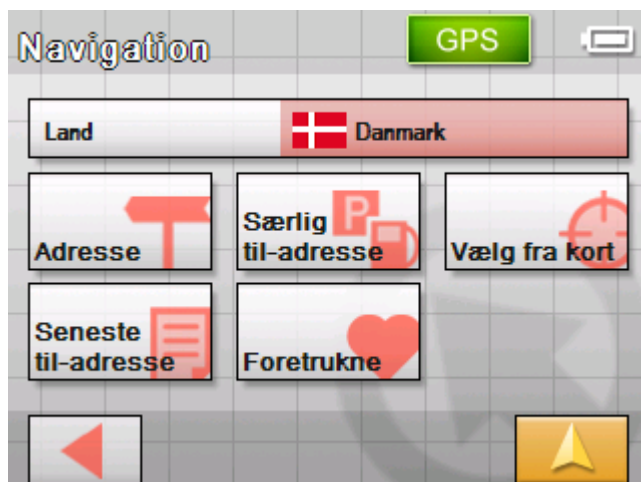 Navigation
GPS
Land
Danmark
Adresse
Særlig
til-adresse
Vælg fra kort
Seneste
til-adresse
Foretrukne